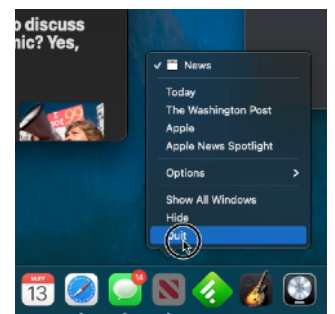 o discuss
nic? Yes,
✓ News
Today
The Washington Post
Apple
Apple News Spotlight
Options >
Show All Windows
Hide
Quit
MAY
13
14